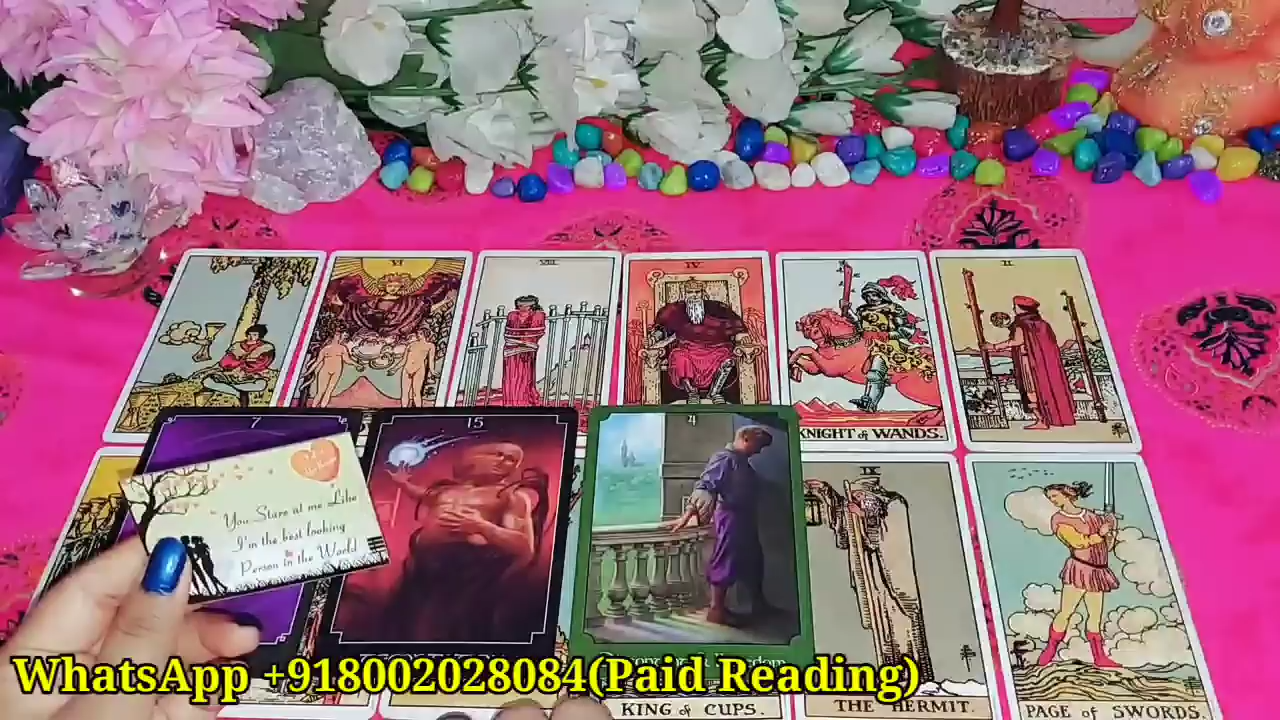 VI
VIII
IV
II
KNIGHT of WANDS.
7
15
4
You Stare at me Like
I'm the best looking
Person in the World
IX
WhatsApp +918002028084(Paid Reading)
KING of CUPS.
THE HERMIT.
PAGE of SWORDS.